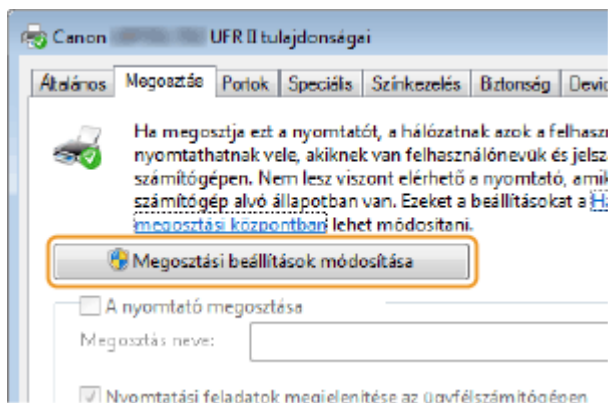 Canon UFR II tulajdonságai
Általános Megosztás Portok Speciális Színkezelés Biztonság
Ha megosztja ezt a nyomtatót, a hálózatnak azok a
nyomtathatnak vele, akiknek van felhasználónevük és
számítógépen. Nem lesz viszont elérhető a nyomtató,
számítógép alvó állapotban van. Ezeket a beállításokat a
megosztási központban lehet módosítani.
Megosztási beállítások módosítása
A nyomtató megosztása
Megosztás neve:
Nyomtatási feladatok megjelenítése az ügyfélszámítógépen